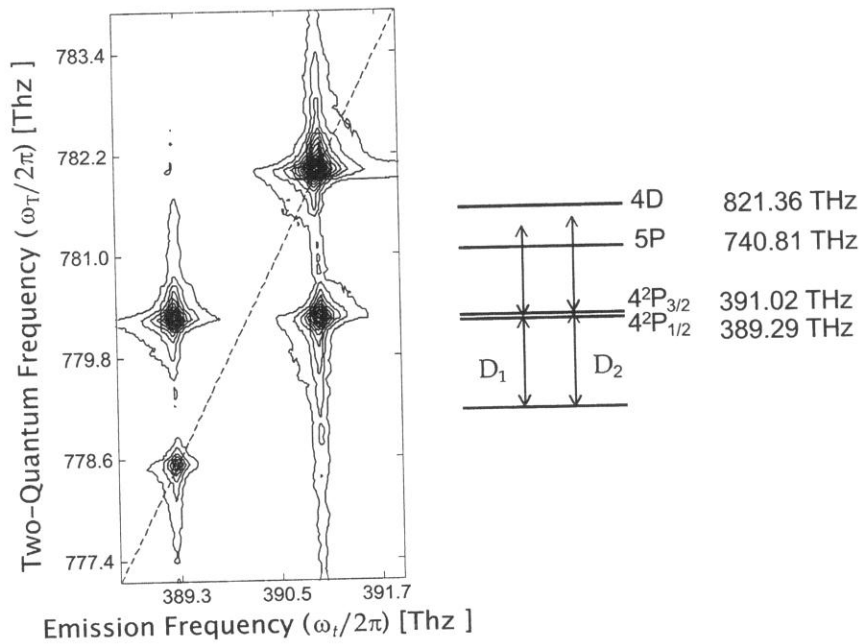 783.4
782.2
781.0
779.8
778.6
777.4
Two-Quantum Frequency (ω_T/2π) [Thz ]
389.3
390.5
391.7
Emission Frequency (ω_t/2π) [Thz ]
4D 821.36 THz
5P 740.81 THz
4²P₃/₂ 391.02 THz
4²P₁/₂ 389.29 THz
D₁
D₂